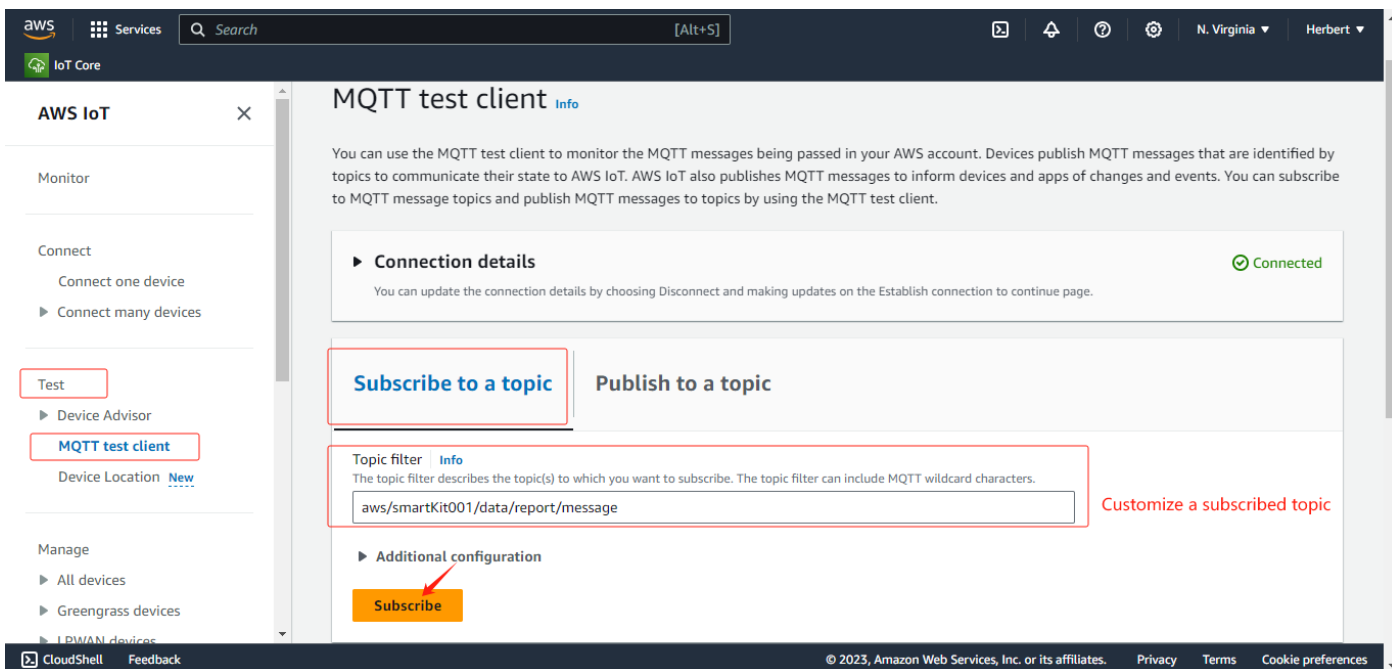 aws
Services
Search
[Alt+S]
N. Virginia
Herbert
IoT Core
AWS IoT
Monitor
Connect
Connect one device
Connect many devices
Test
Device Advisor
MQTT test client
Device Location New
Manage
All devices
Greengrass devices
LPWAN devices
MQTT test client Info
You can use the MQTT test client to monitor the MQTT messages being passed in your AWS account. Devices publish MQTT messages that are identified by
topics to communicate their state to AWS IoT. AWS IoT also publishes MQTT messages to inform devices and apps of changes and events. You can subscribe
to MQTT message topics and publish MQTT messages to topics by using the MQTT test client.
Connection details
Connected
You can update the connection details by choosing Disconnect and making updates on the Establish connection to continue page.
Subscribe to a topic
Publish to a topic
Topic filter Info
The topic filter describes the topic(s) to which you want to subscribe. The topic filter can include MQTT wildcard characters.
aws/smartKit001/data/report/message
Customize a subscribed topic
Additional configuration
Subscribe
CloudShell
Feedback
© 2023, Amazon Web Services, Inc. or its affiliates.
Privacy
Terms
Cookie preferences